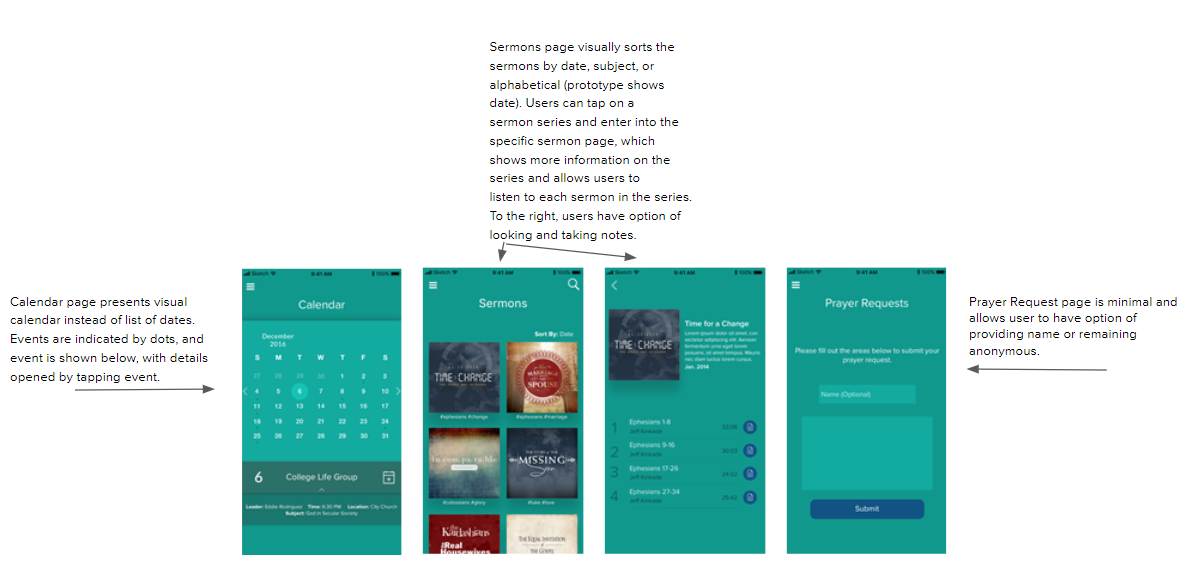 Sermons page visually sorts the
sermons by date, subject, or
alphabetical (prototype shows
date). Users can tap on a
sermon series and enter into the
specific sermon page, which
shows more information on the
series and allows users to
listen to each sermon in the series.
To the right, users have option of
looking and taking notes.
Calendar page presents visual
calendar instead of list of dates.
Events are indicated by dots, and
event is shown below, with details
opened by tapping event.
Sketch 9:41 AM 100%
Calendar
December
2016
S M T W T F S
27 28 29 30 1 2 3
4 5 6 7 8 9 10
11 12 13 14 15 16 17
18 19 20 21 22 23 24
25 26 27 28 29 30 31
6 College Life Group
Leader: Eddie Rodriguez Time: 6:30 PM Location: City Church
Subject: God in Secular Society
Sketch 9:41 AM 100%
Sermons
Sort By: Date
TIME CHANGE
MARRIAGE
SPOUSE
#ephesians #change
#ephesians #marriage
THE STORY OF THE
MISSING
Son
#colossians #glory
#luke #love
the
Kardashians
#Real
Housewives
THE EQUAL INVITATION
OF
THE GOSPEL
Sketch 9:41 AM 100%
TIME CHANGE
Time for a Change
Lorem ipsum dolor sit amet, con
sectetur adipiscing elit. Aenean
fermentum urna eget lorem
posuere, sit amet tempus. Mauris
nec diam luctus lorem cursus.
Jan. 2014
1 Ephesians 1-8
Jeff Kinkade 33:06
2 Ephesians 9-16
Jeff Kinkade 30:03
3 Ephesians 17-26
Jeff Kinkade 24:02
4 Ephesians 27-34
Jeff Kinkade 25:42
Sketch 9:41 AM 100%
Prayer Requests
Please fill out the areas below to submit your
prayer request.
Name (Optional)
Submit
Prayer Request page is minimal and
allows user to have option of
providing name or remaining
anonymous.